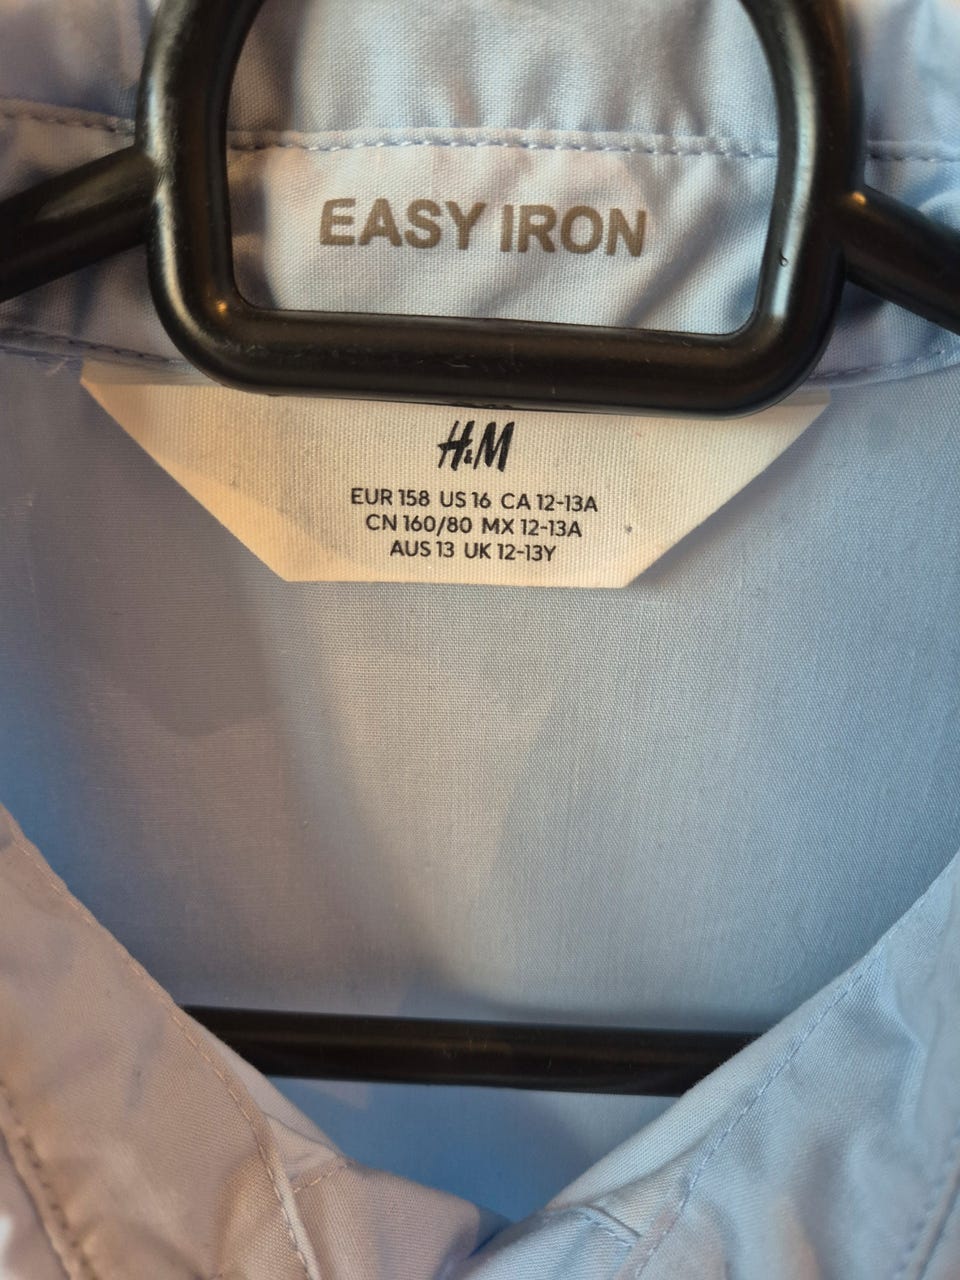 EASY IRON
H&M
EUR 158 US 16 CA 12-13A
CN 160/80 MX 12-13A
AUS 13 UK 12-13Y